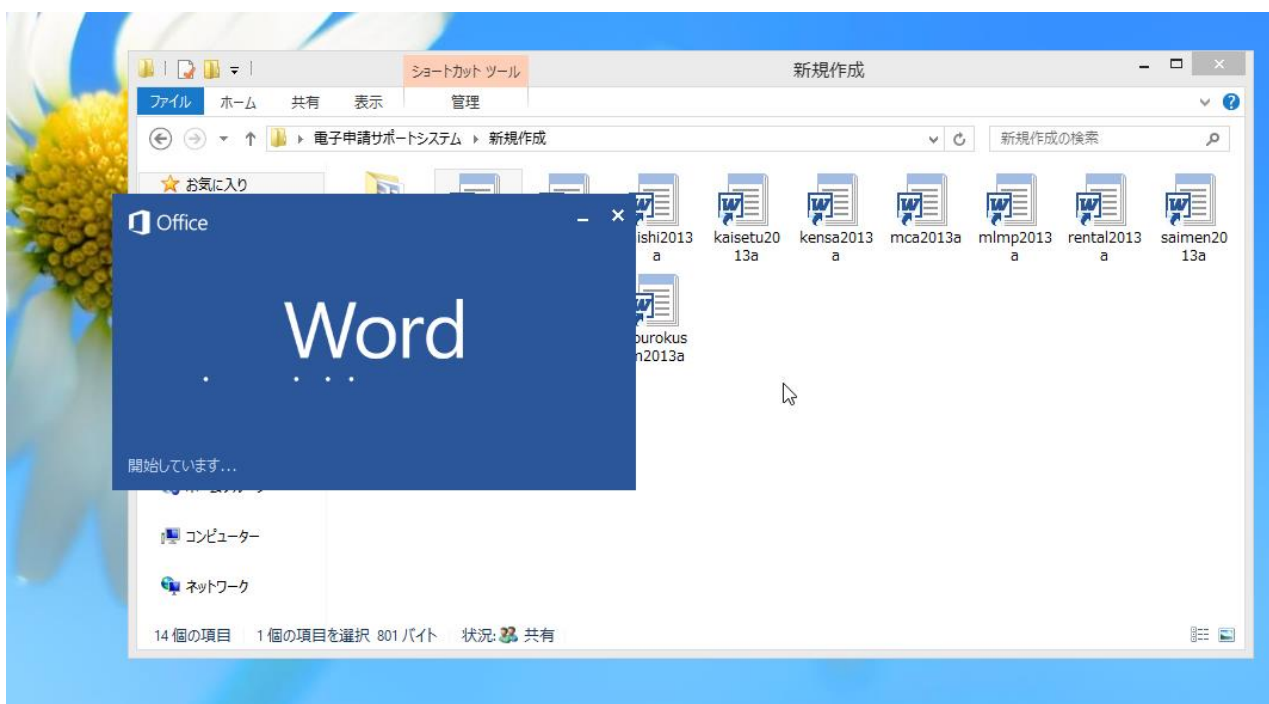 ショートカット ツール
新規作成
ファイル ホーム 共有 表示 管理
電子申請サポートシステム 新規作成
新規作成の検索
お気に入り
Office
Word
開始しています...
ishi2013
a
kaisetu20
13a
kensa2013
a
mca2013a
mlmp2013
a
rental2013
a
saimen20
13a
ourokus
n2013a
コンピューター
ネットワーク
14 個の項目 1 個の項目を選択 801 バイト 状況: 共有